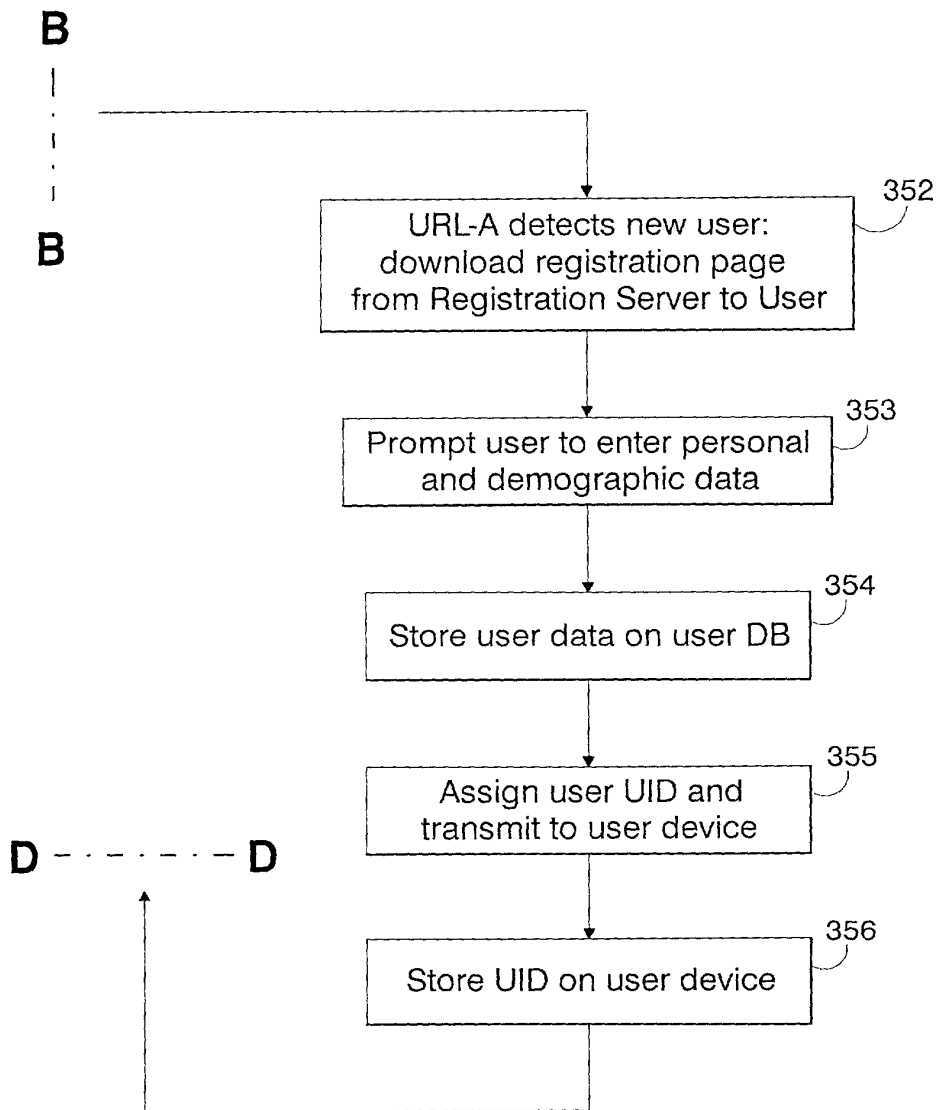 B
B
352
URL-A detects new user:
download registration page
from Registration Server to User
353
Prompt user to enter personal
and demographic data
354
Store user data on user DB
355
Assign user UID and
transmit to user device
D D
356
Store UID on user device